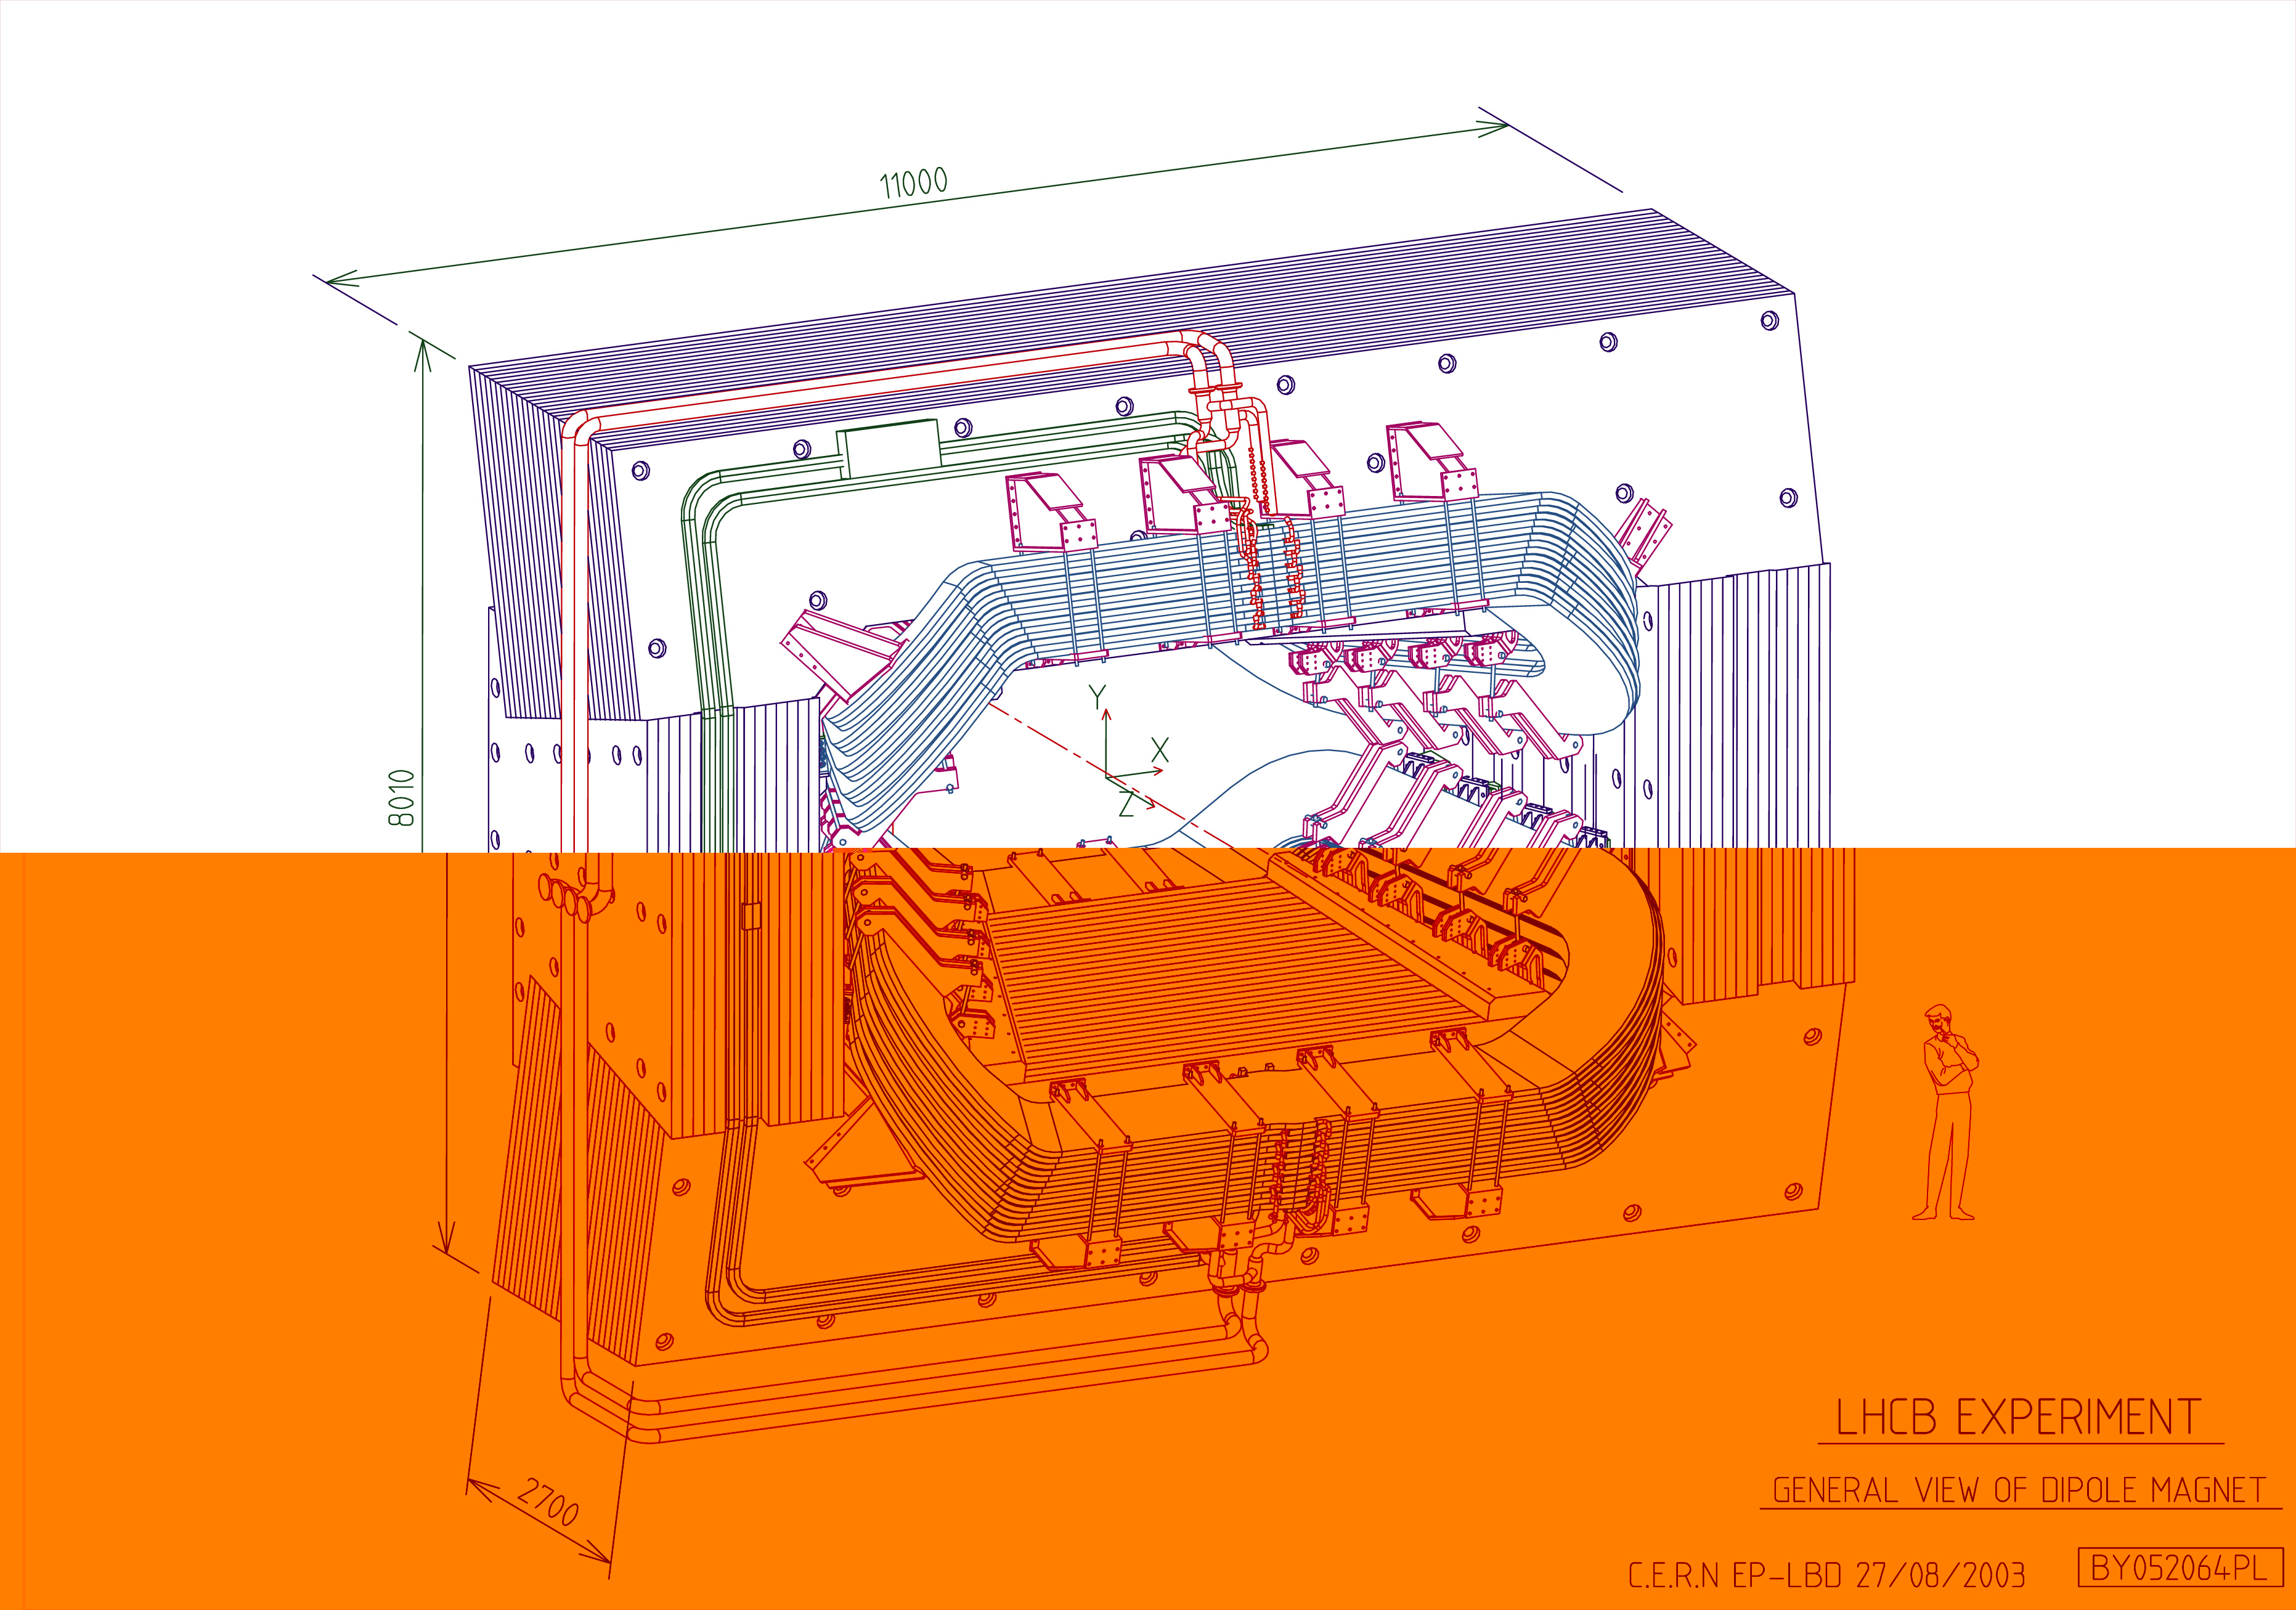 11000
8010
Y
X
Z
2700
LHCB EXPERIMENT
GENERAL VIEW OF DIPOLE MAGNET
C.E.R.N EP-LBD 27/08/2003
BY052064PL